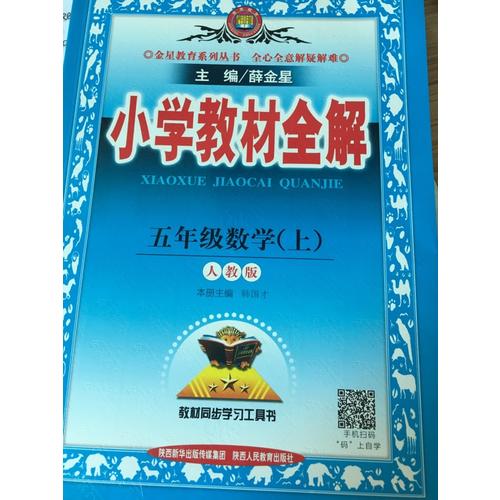 ◎金星教育系列丛书 全心全意解疑解难◎
主 编/薛金星
小学教材全解
XIAOXUE JIAOCAI QUANJIE
五年级数学(上)
人教版
本册主编 韩国才
教材同步学习工具书
手机扫码
“码”上自学
陕西新华出版传媒集团 陕西人民教育出版社